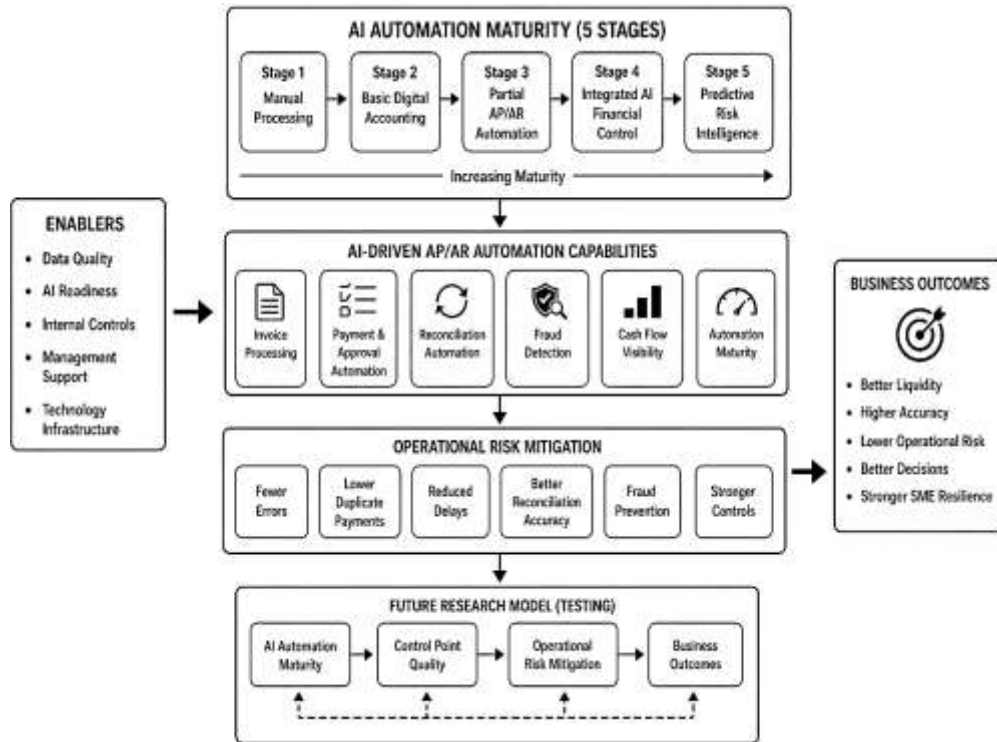 AI AUTOMATION MATURITY (5 STAGES)
Stage 1
Manual
Processing
Stage 2
Basic Digital
Accounting
Stage 3
Partial
AP/AR
Automation
Stage 4
Integrated AI
Financial
Control
Stage 5
Predictive
Risk
Intelligence
Increasing Maturity
ENABLERS
• Data Quality
• AI Readiness
• Internal Controls
• Management
Support
• Technology
Infrastructure
AI-DRIVEN AP/AR AUTOMATION CAPABILITIES
Invoice
Processing
Payment &
Approval
Automation
Reconciliation
Automation
Fraud
Detection
Cash Flow
Visibility
Automation
Maturity
BUSINESS OUTCOMES
• Better Liquidity
• Higher Accuracy
• Lower Operational Risk
• Better Decisions
• Stronger SME Resilience
OPERATIONAL RISK MITIGATION
Fewer
Errors
Lower
Duplicate
Payments
Reduced
Delays
Better
Reconciliation
Accuracy
Fraud
Prevention
Stronger
Controls
FUTURE RESEARCH MODEL (TESTING)
AI Automation
Maturity
Control Point
Quality
Operational
Risk Mitigation
Business
Outcomes